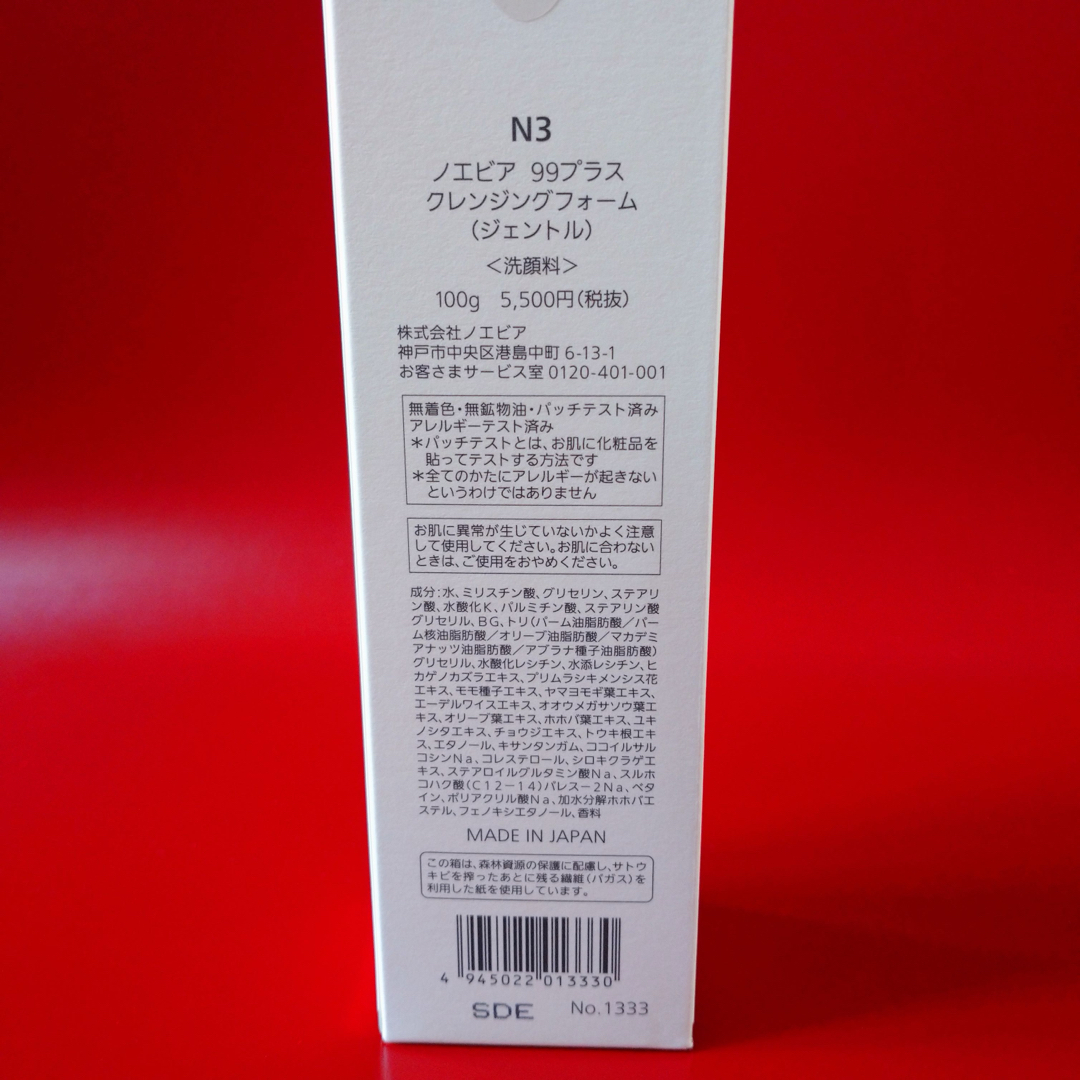 N3
ノエビア 99プラス
クレンジングフォーム
（ジェントル）
＜洗顔料＞
100g 5,500円（税抜）
株式会社ノエビア
神戸市中央区港島中町 6-13-1
お客さまサービス室 0120-401-001
無着色・無鉱物油・パッチテスト済み
アレルギーテスト済み
＊パッチテストとは、お肌に化粧品を
貼ってテストする方法です
＊全てのかたにアレルギーが起きない
というわけではありません
お肌に異常が生じていないかよく注意
して使用してください。お肌に合わない
ときは、ご使用をおやめください。
成分：水、ミリスチン酸、グリセリン、ステアリ
ン酸、水酸化Ｋ、パルミチン酸、ステアリン酸
グリセリル、ＢＧ、トリ（パーム油脂肪酸／パー
ム核油脂肪酸／オリーブ油脂肪酸／マカデミ
アナッツ油脂肪酸／アブラナ種子油脂肪酸）
グリセリル、水酸化レシチン、水添レシチン、ヒ
カゲノカズラエキス、プリムラシキメンシス花
エキス、モモ種子エキス、ヤマヨモギ葉エキス、
エーデルワイスエキス、オオウメガサソウ葉エ
キス、オリーブ葉エキス、ホホバ葉エキス、ユキ
ノシタエキス、チョウジエキス、トウキ根エキ
ス、エタノール、キサンタンガム、ココイルサル
コシンＮａ、コレステロール、シロキクラゲエ
キス、ステアロイルグルタミン酸Ｎａ、スルホ
コハク酸（Ｃ１２－１４）パレス－２Ｎａ、ベタ
イン、ポリアクリル酸Ｎａ、加水分解ホホバエ
ステル、フェノキシエタノール、香料
MADE IN JAPAN
この箱は、森林資源の保護に配慮し、サトウ
キビを搾ったあとに残る繊維（バガス）を
利用した紙を使用しています。
4 945022 013330
SDE No.1333